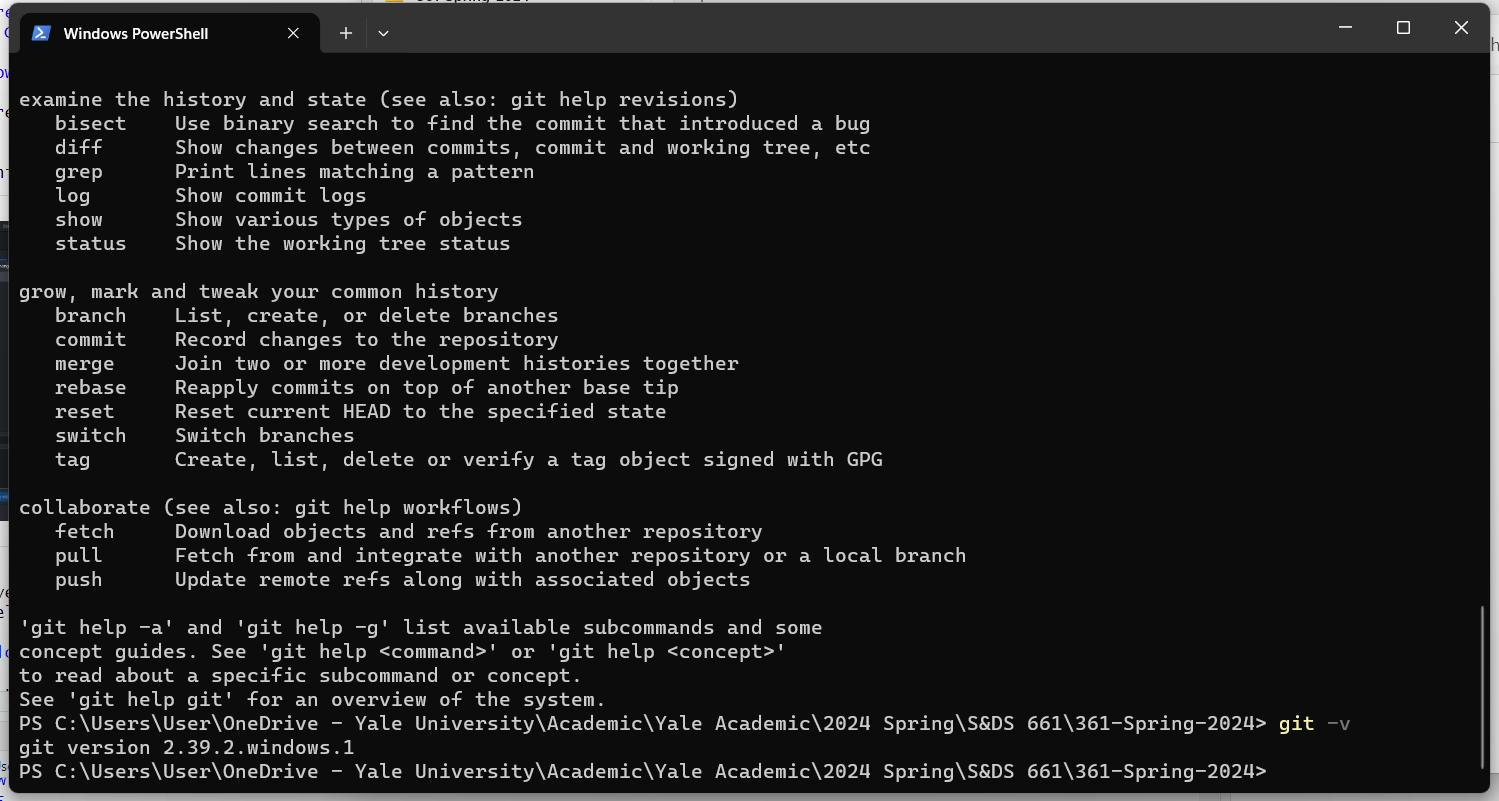 Windows PowerShell
examine the history and state (see also: git help revisions)
bisect Use binary search to find the commit that introduced a bug
diff Show changes between commits, commit and working tree, etc
grep Print lines matching a pattern
log Show commit logs
show Show various types of objects
status Show the working tree status
grow, mark and tweak your common history
branch List, create, or delete branches
commit Record changes to the repository
merge Join two or more development histories together
rebase Reapply commits on top of another base tip
reset Reset current HEAD to the specified state
switch Switch branches
tag Create, list, delete or verify a tag object signed with GPG
collaborate (see also: git help workflows)
fetch Download objects and refs from another repository
pull Fetch from and integrate with another repository or a local branch
push Update remote refs along with associated objects
'git help -a' and 'git help -g' list available subcommands and some
concept guides. See 'git help <command>' or 'git help <concept>'
to read about a specific subcommand or concept.
See 'git help git' for an overview of the system.
PS C:\Users\User\OneDrive - Yale University\Academic\Yale Academic\2024 Spring\S&DS 661\361-Spring-2024> git -v
git version 2.39.2.windows.1
PS C:\Users\User\OneDrive - Yale University\Academic\Yale Academic\2024 Spring\S&DS 661\361-Spring-2024>